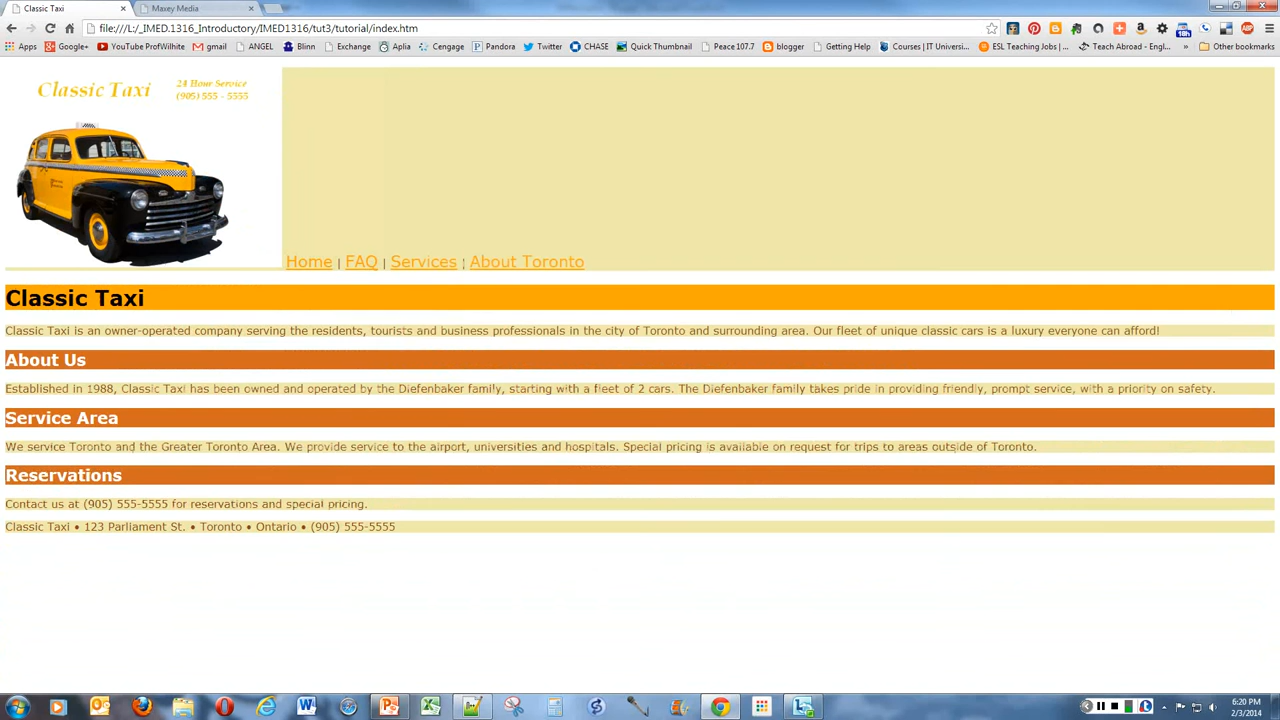 Classic Taxi
Maxey Media
file:///L:/_IMED.1316_Introductory/IMED1316/tut3/tutorial/index.htm
Apps Google+ YouTube ProfWilhite gmail ANGEL Blinn Exchange Aplia Cengage Pandora Twitter CHASE Quick Thumbnail Peace 107.7 blogger Getting Help Courses | IT Universi... ESL Teaching Jobs | ... Teach Abroad - Engl... » Other bookmarks
Classic Taxi
24 Hour Service
(905) 555 - 5555
Home | FAQ | Services ¦ About Toronto
Classic Taxi
Classic Taxi is an owner-operated company serving the residents, tourists and business professionals in the city of Toronto and surrounding area. Our fleet of unique classic cars is a luxury everyone can afford!
About Us
Established in 1988, Classic Taxi has been owned and operated by the Diefenbaker family, starting with a fleet of 2 cars. The Diefenbaker family takes pride in providing friendly, prompt service, with a priority on safety.
Service Area
We service Toronto and the Greater Toronto Area. We provide service to the airport, universities and hospitals. Special pricing is available on request for trips to areas outside of Toronto.
Reservations
Contact us at (905) 555-5555 for reservations and special pricing.
Classic Taxi • 123 Parliament St. • Toronto • Ontario • (905) 555-5555
6:20 PM
2/3/2014